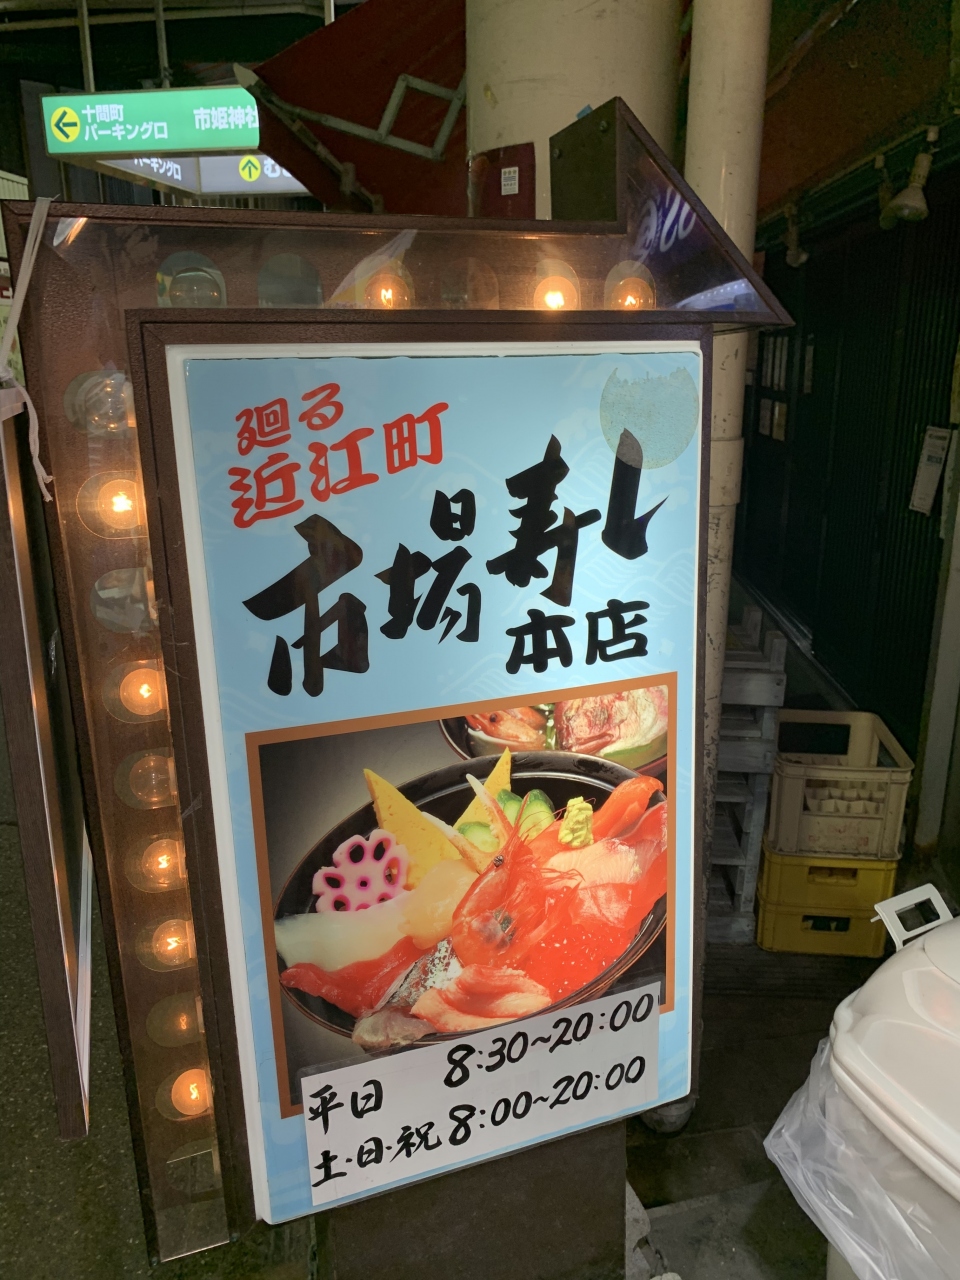 十間町
パーキング口
市姫神社
パーキング口
廻る
近江町
市場寿し
本店
平日 8:30~20:00
土·日·祝 8:00~20:00